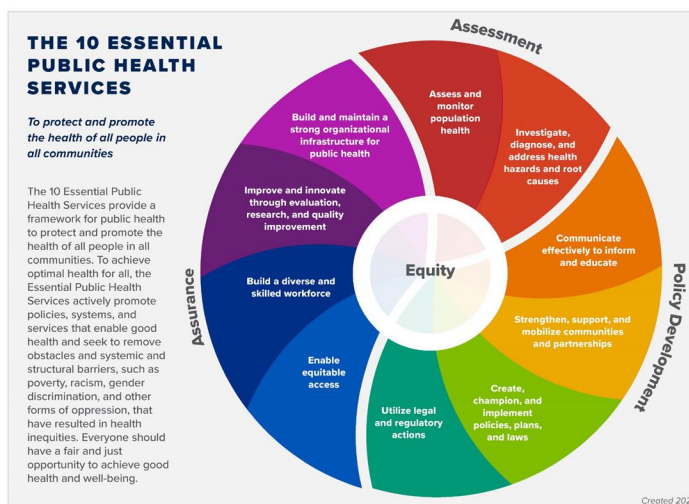 THE 10 ESSENTIAL
PUBLIC HEALTH
SERVICES
To protect and promote
the health of all people in
all communities
The 10 Essential Public
Health Services provide a
framework for public health
to protect and promote the
health of all people in all
communities. To achieve
optimal health for all, the
Essential Public Health
Services actively promote
policies, systems, and
services that enable good
health and seek to remove
obstacles and systemic and
structural barriers, such as
poverty, racism, gender
discrimination, and other
forms of oppression, that
have resulted in health
inequities. Everyone should
have a fair and just
opportunity to achieve good
health and well-being.
Assessment
Assess and
monitor
population
health
Investigate,
diagnose, and
address health
hazards and root
causes
Policy Development
Communicate
effectively to inform
and educate
Strengthen, support, and
mobilize communities
and partnerships
Create,
champion, and
implement
policies, plans,
and laws
Utilize legal
and regulatory
actions
Assurance
Enable
equitable
access
Build a diverse and
skilled workforce
Improve and innovate
through evaluation,
research, and quality
improvement
Build and maintain a
strong organizational
infrastructure for
public health
Equity
Created 202